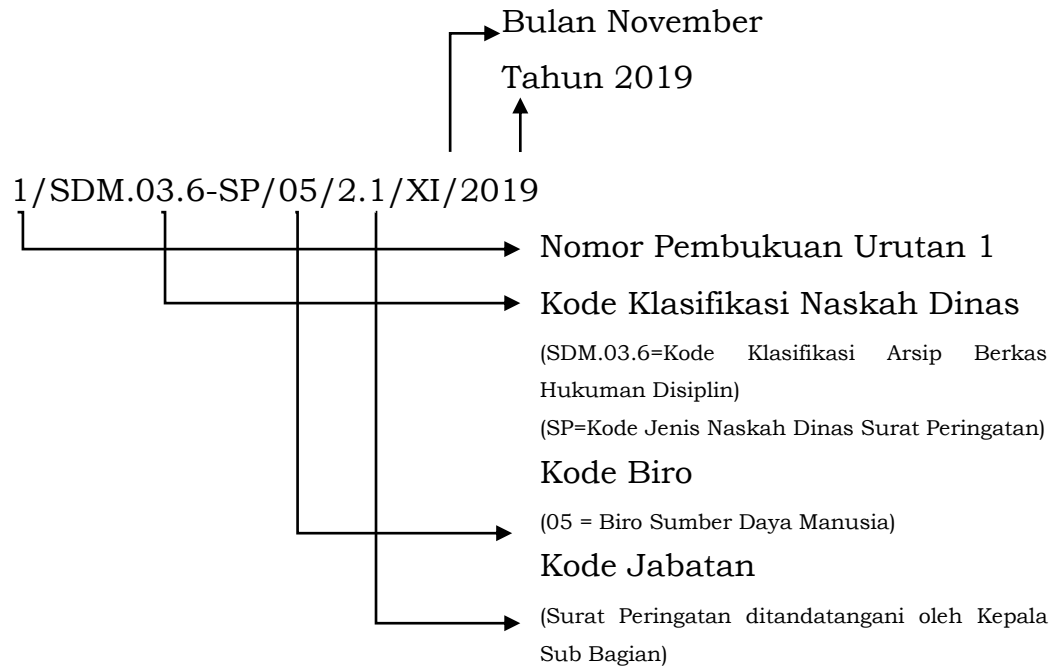 Bulan November
Tahun 2019
1/SDM.03.6-SP/05/2.1/XI/2019
Nomor Pembukuan Urutan 1
Kode Klasifikasi Naskah Dinas
(SDM.03.6=Kode Klasifikasi Arsip Berkas
Hukuman Disiplin)
(SP=Kode Jenis Naskah Dinas Surat Peringatan)
Kode Biro
(05 = Biro Sumber Daya Manusia)
Kode Jabatan
(Surat Peringatan ditandatangani oleh Kepala
Sub Bagian)